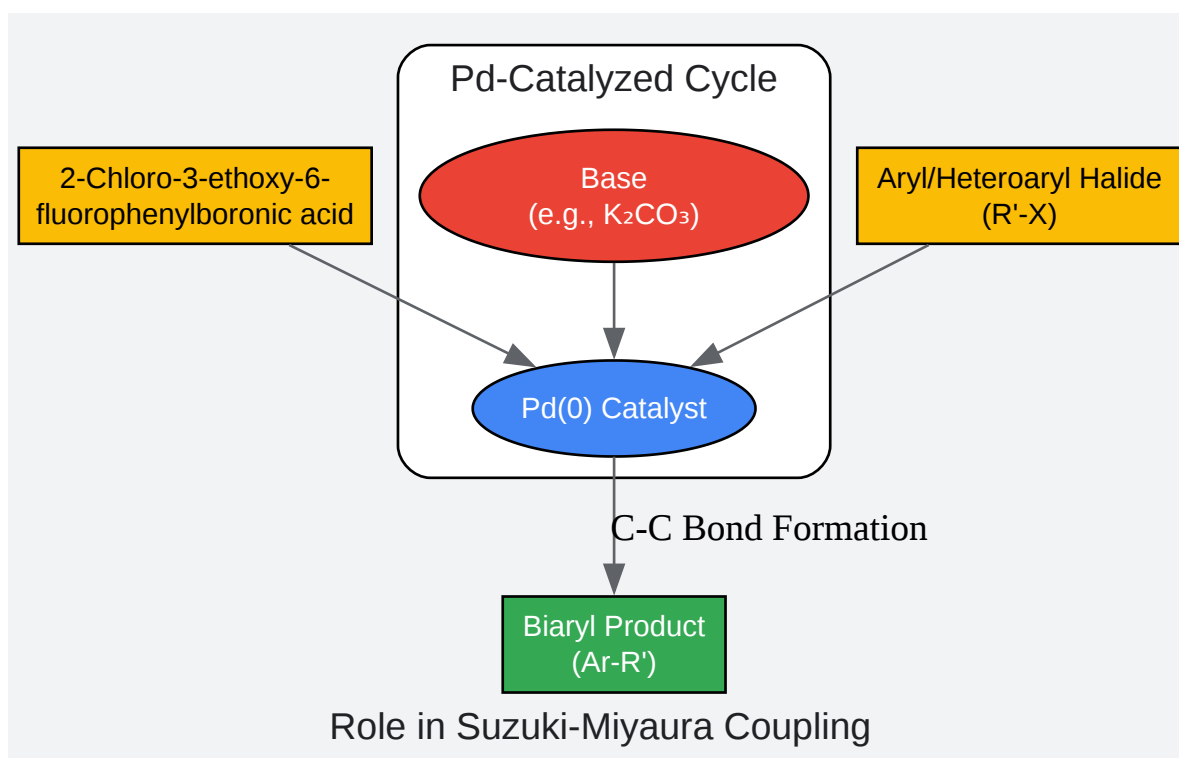 Pd-Catalyzed Cycle
2-Chloro-3-ethoxy-6-
fluorophenylboronic acid
Base
(e.g., K₂CO₃)
Aryl/Heteroaryl Halide
(R'-X)
Pd(0) Catalyst
C-C Bond Formation
Biaryl Product
(Ar-R')
Role in Suzuki-Miyaura Coupling